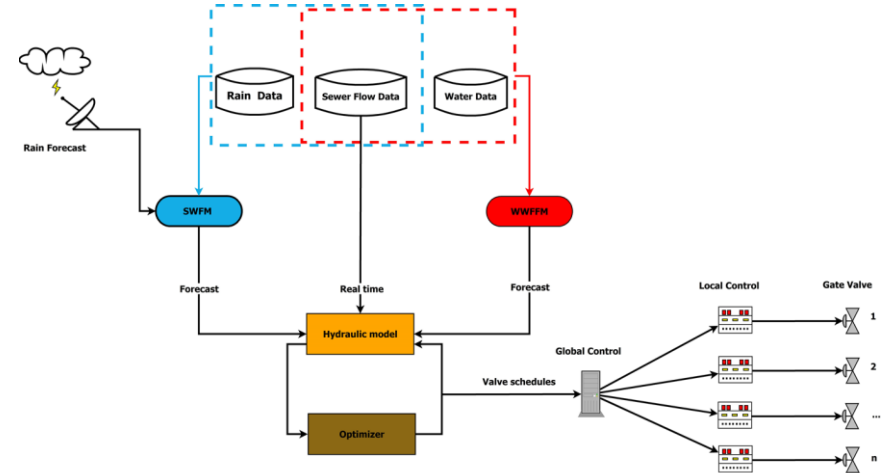 Rain Data
Sewer Flow Data
Water Data
Rain Forecast
SWFM
WWFFM
Forecast
Real time
Forecast
Local Control
Gate Valve
1
Hydraulic model
Global Control
2
Valve schedules
...
Optimizer
n